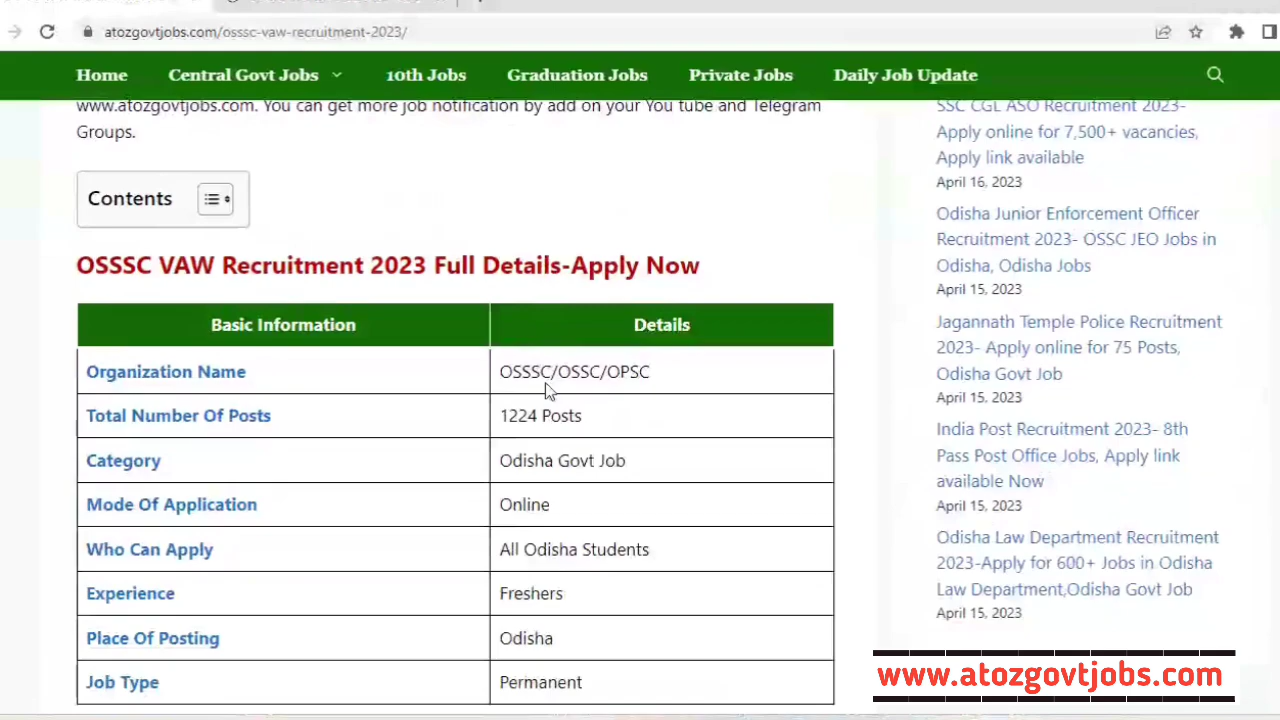 atozgovtjobs.com/osssc-vaw-recruitment-2023/
Home Central Govt Jobs 10th Jobs Graduation Jobs Private Jobs Daily Job Update
www.atozgovtjobs.com. You can get more job notification by add on your You tube and Telegram
Groups.
Contents
OSSSC VAW Recruitment 2023 Full Details-Apply Now
Basic Information Details
Organization Name OSSSC/OSSC/OPSC
Total Number Of Posts 1224 Posts
Category Odisha Govt Job
Mode Of Application Online
Who Can Apply All Odisha Students
Experience Freshers
Place Of Posting Odisha
Job Type Permanent
SSC CGL ASO Recruitment 2023-
Apply online for 7,500+ vacancies,
Apply link available
April 16, 2023
Odisha Junior Enforcement Officer
Recruitment 2023- OSSC JEO Jobs in
Odisha, Odisha Jobs
April 15, 2023
Jagannath Temple Police Recruitment
2023- Apply online for 75 Posts,
Odisha Govt Job
April 15, 2023
India Post Recruitment 2023- 8th
Pass Post Office Jobs, Apply link
available Now
April 15, 2023
Odisha Law Department Recruitment
2023-Apply for 600+ Jobs in Odisha
Law Department,Odisha Govt Job
April 15, 2023
www.atozgovtjobs.com